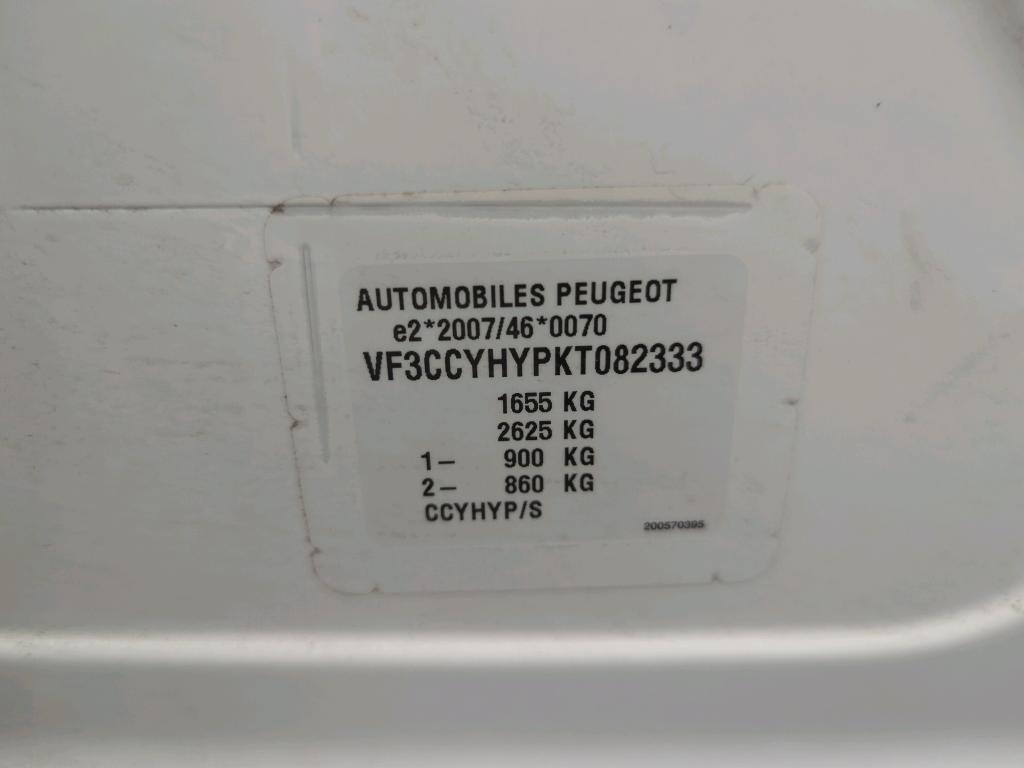 AUTOMOBILES PEUGEOT
e2*2007/46*0070
VF3CCYHYPKT082333
1655 KG
2625 KG
1– 900 KG
2– 860 KG
CCYHYP/S
200570395